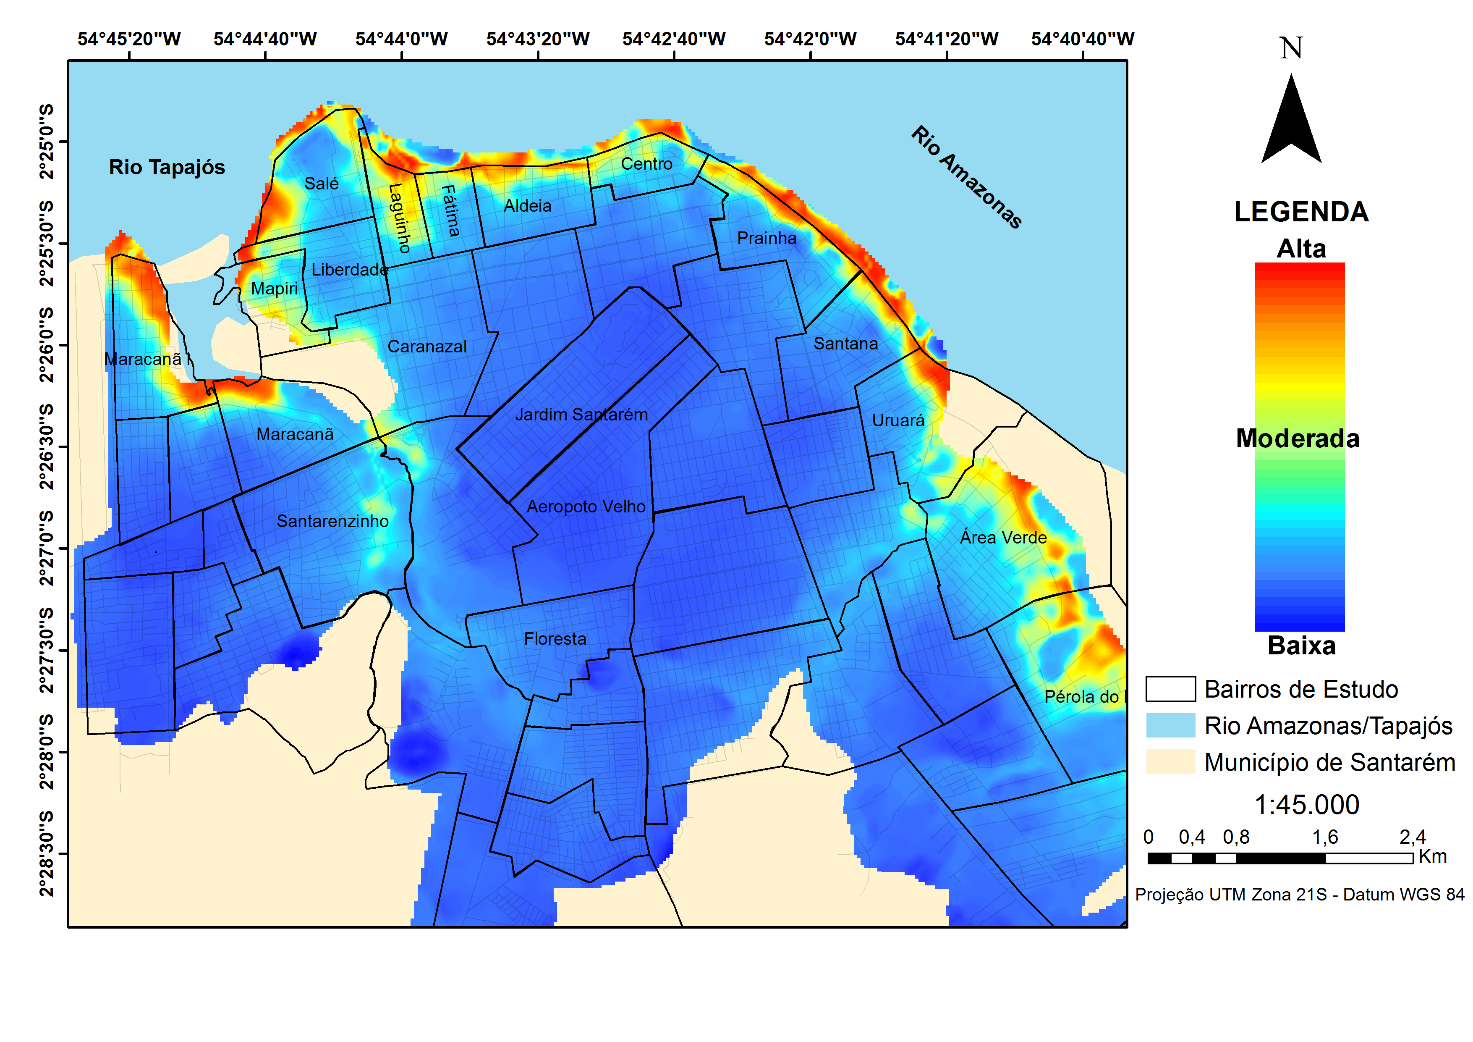 54°45'20"W 54°44'40"W 54°44'0"W 54°43'20"W 54°42'40"W 54°42'0"W 54°41'20"W 54°40'40"W
2°25'0"S
2°25'30"S
2°26'0"S
2°26'30"S
2°27'0"S
2°27'30"S
2°28'0"S
2°28'30"S
Rio Tapajós
Rio Amazonas
Salé
Laguinho
Fátima
Aldeia
Centro
Prainha
Liberdade
Mapiri
Maracanã I
Caranazal
Santana
Jardim Santarém
Uruará
Maracanã
Aeropoto Velho
Santarenzinho
Área Verde
Floresta
Pérola do
N
LEGENDA
Alta
Moderada
Baixa
Bairros de Estudo
Rio Amazonas/Tapajós
Município de Santarém
1:45.000
0 0,4 0,8 1,6 2,4
Km
Projeção UTM Zona 21S - Datum WGS 84